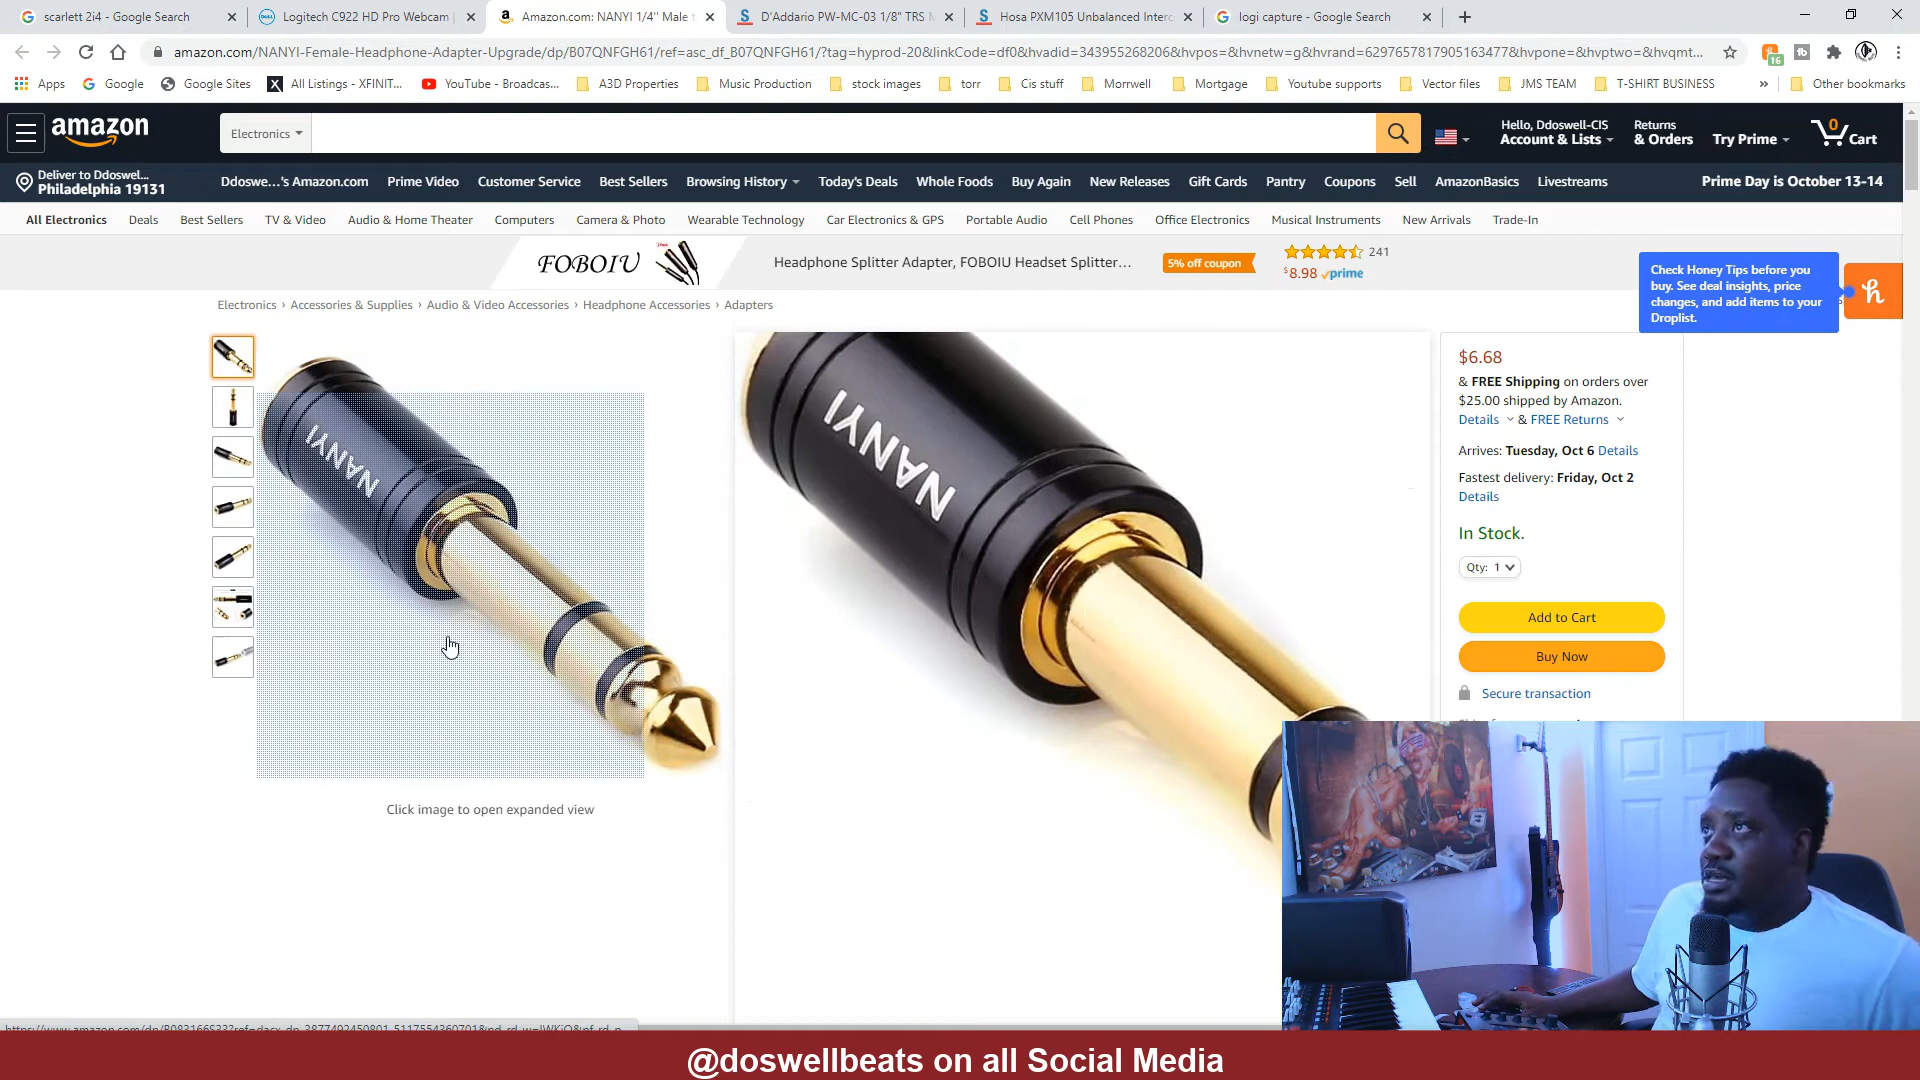 scarlett 2i4 - Google Search
Logitech C922 HD Pro Webcam
Amazon.com: NANYI 1/4'' Male t
D'Addario PW-MC-03 1/8" TRS M
Hosa PXM105 Unbalanced Interc
logi capture - Google Search
amazon.com/NANYI-Female-Headphone-Adapter-Upgrade/dp/B07QNFGH61/ref=asc_df_B07QNFGH61/?tag=hyprod-20&linkCode=df0&hvadid=343955268206&hvpos=&hvnetw=g&hvrand=6297657817905163477&hvpone=&hvptwo=&hvqmt...
16
Apps Google Google Sites All Listings - XFINIT... YouTube - Broadcas... A3D Properties Music Production stock images torr Cis stuff Morrwell Mortgage Youtube supports Vector files JMS TEAM T-SHIRT BUSINESS » Other bookmarks
amazon
Electronics
Hello, Ddoswell-CIS
Account & Lists
Returns
& Orders
Try Prime
0
Cart
Deliver to Ddoswel...
Philadelphia 19131
Ddoswe...'s Amazon.com Prime Video Customer Service Best Sellers Browsing History Today's Deals Whole Foods Buy Again New Releases Gift Cards Pantry Coupons Sell AmazonBasics Livestreams
Prime Day is October 13-14
All Electronics Deals Best Sellers TV & Video Audio & Home Theater Computers Camera & Photo Wearable Technology Car Electronics & GPS Portable Audio Cell Phones Office Electronics Musical Instruments New Arrivals Trade-In
FOBOIU
Headphone Splitter Adapter, FOBOIU Headset Splitter...
5% off coupon
241
$8.98 prime
Check Honey Tips before you
buy. See deal insights, price
changes, and add items to your
Droplist.
h
Electronics › Accessories & Supplies › Audio & Video Accessories › Headphone Accessories › Adapters
NANYI
NANYI
Click image to open expanded view
$6.68
& FREE Shipping on orders over
$25.00 shipped by Amazon.
Details & FREE Returns
Arrives: Tuesday, Oct 6 Details
Fastest delivery: Friday, Oct 2
Details
In Stock.
Qty: 1
Add to Cart
Buy Now
Secure transaction
@doswellbeats on all Social Media